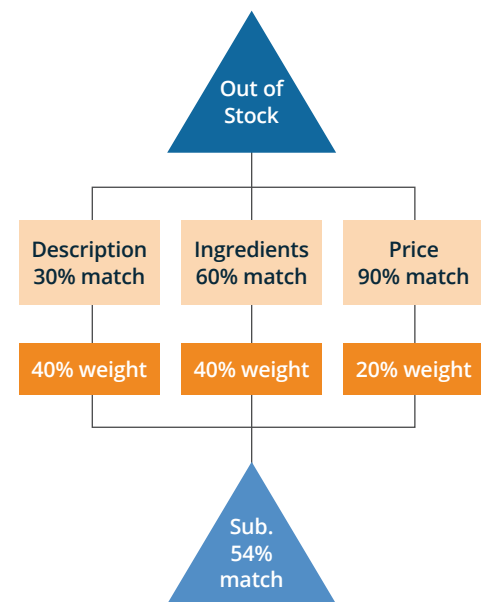 Out of
Stock
Description
30% match
Ingredients
60% match
Price
90% match
40% weight
40% weight
20% weight
Sub.
54%
match